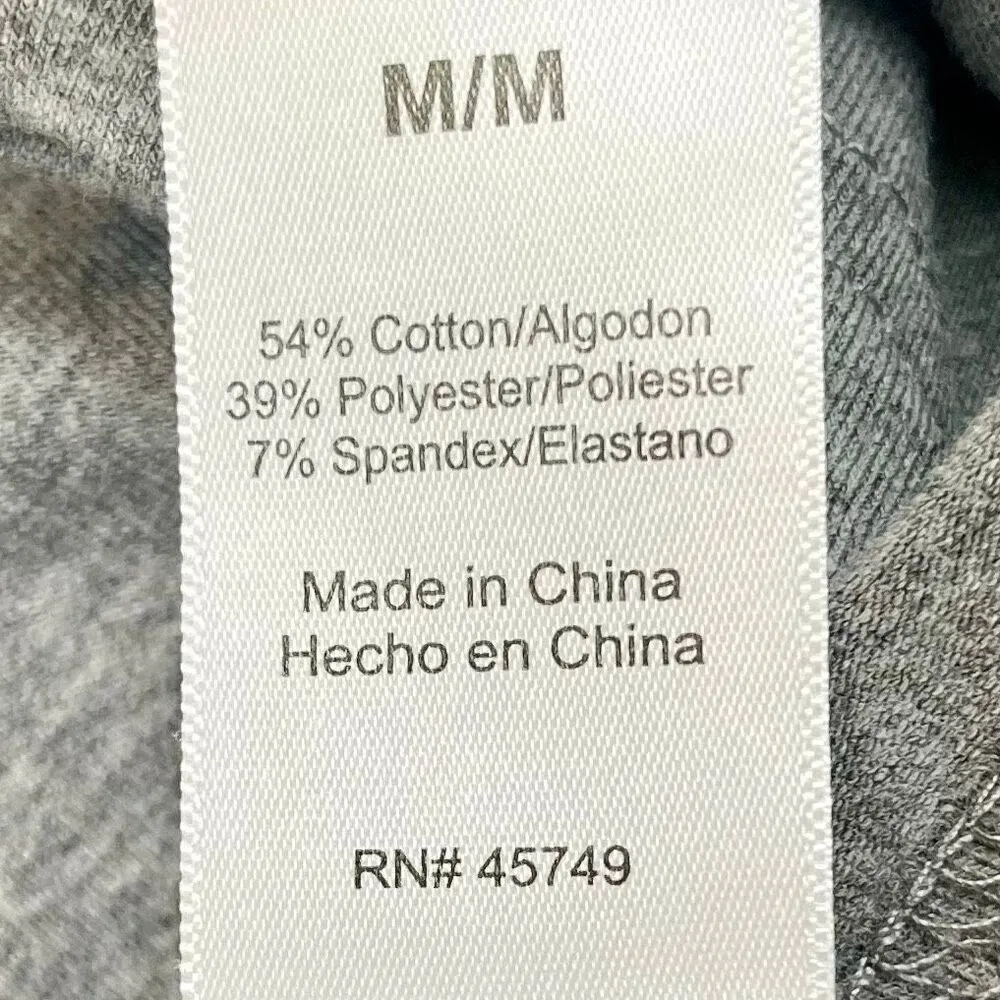 M/M
54% Cotton/Algodon
39% Polyester/Poliester
7% Spandex/Elastano
Made in China
Hecho en China
RN# 45749